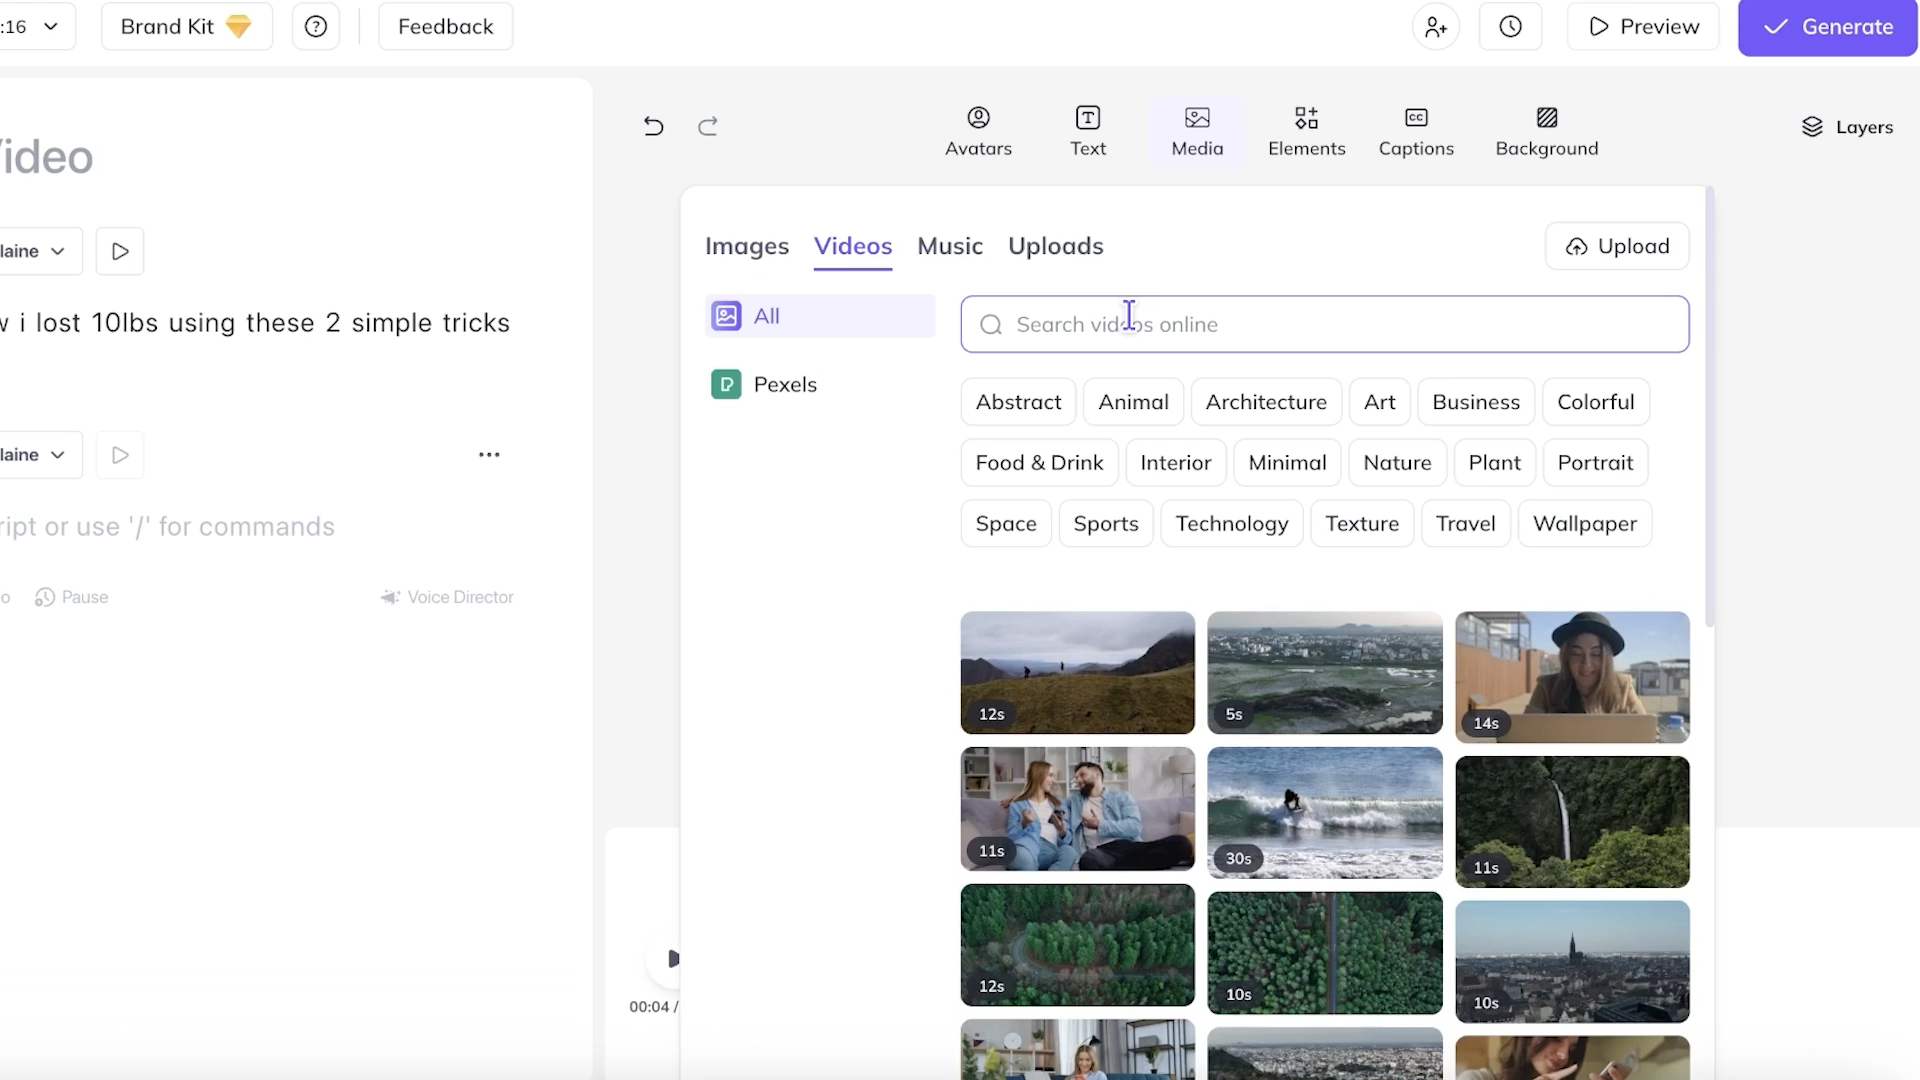 :16
Brand Kit
Feedback
Preview
Generate
Video
Avatars
Text
Media
Elements
Captions
Background
Layers
laine
w i lost 10lbs using these 2 simple tricks
laine
ript or use '/' for commands
o
Pause
Voice Director
Images
Videos
Music
Uploads
Upload
All
Pexels
Search videos online
Abstract
Animal
Architecture
Art
Business
Colorful
Food & Drink
Interior
Minimal
Nature
Plant
Portrait
Space
Sports
Technology
Texture
Travel
Wallpaper
12s
5s
14s
11s
30s
11s
12s
10s
10s
00:04 /